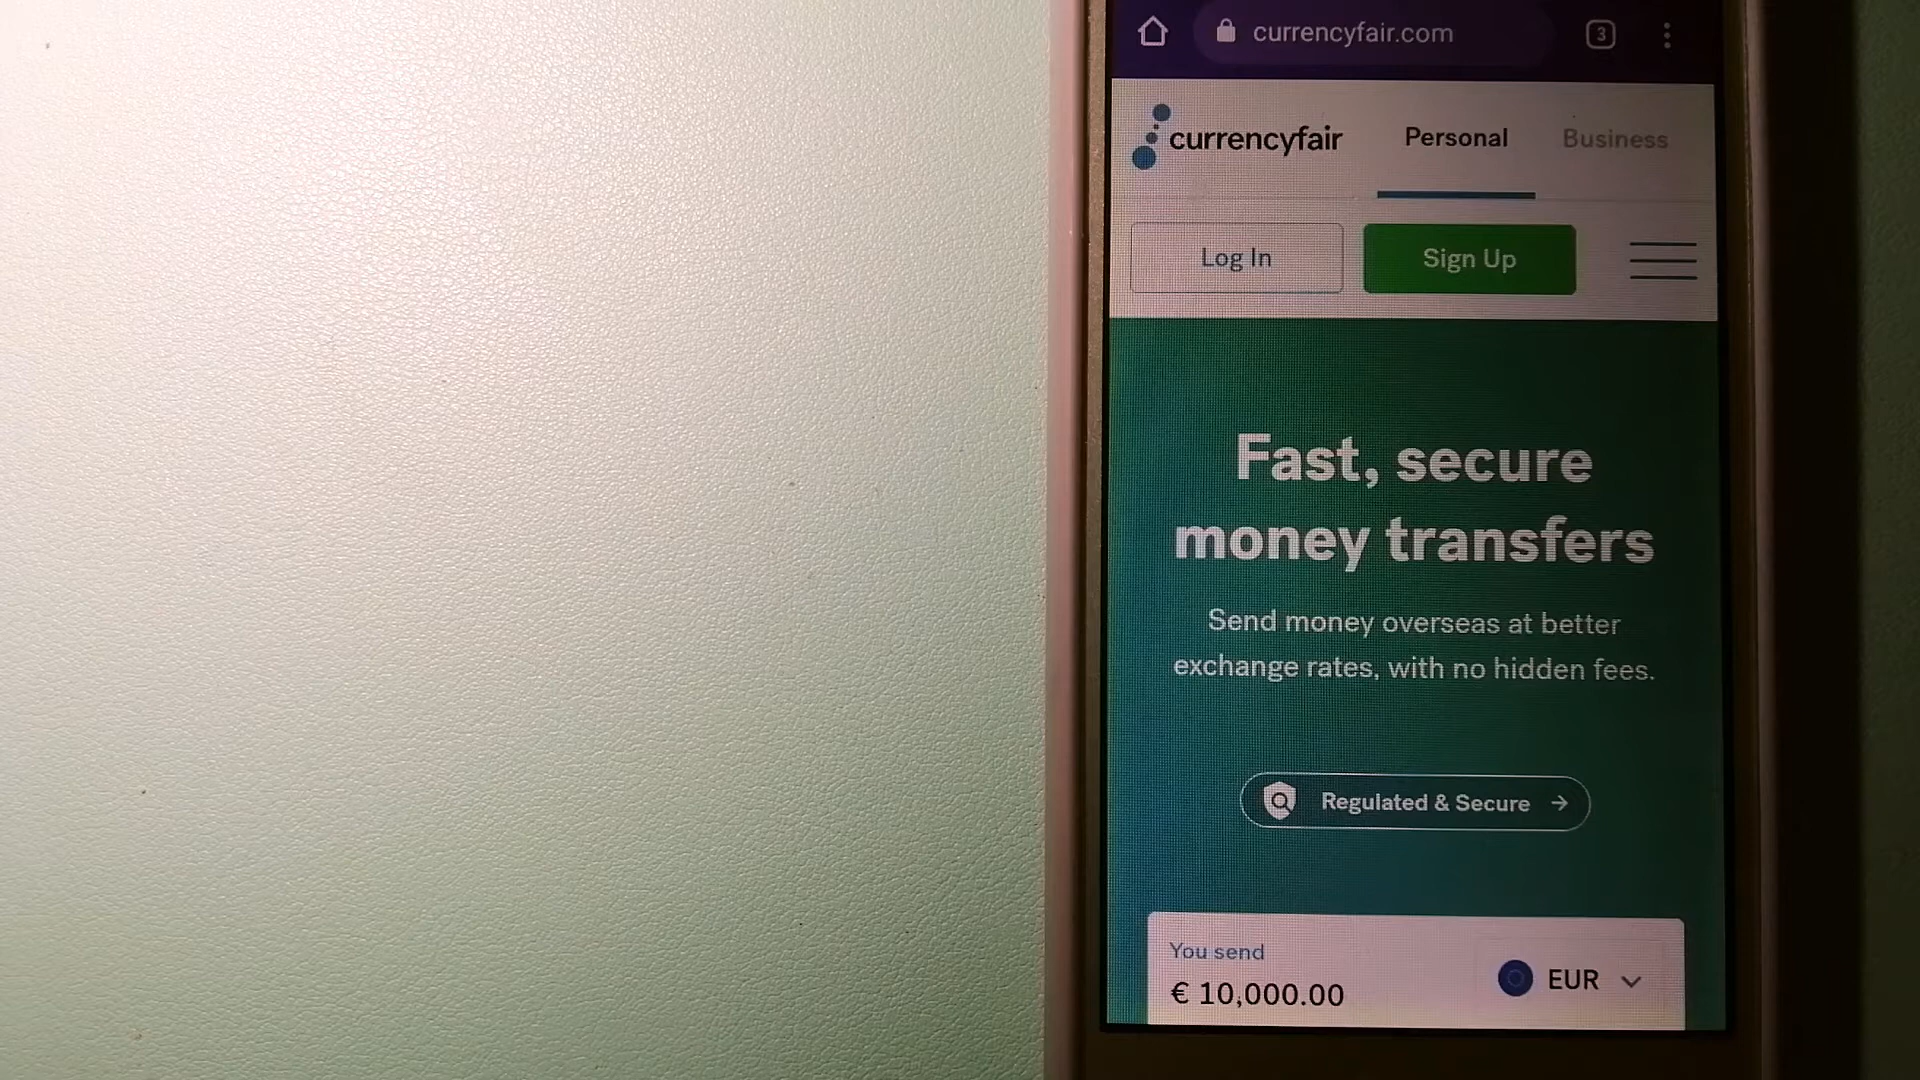 currencyfair.com
3
currencyfair
Personal
Business
Log In
Sign Up
Fast, secure
money transfers
Send money overseas at better
exchange rates, with no hidden fees.
Regulated & Secure →
You send
€ 10,000.00
EUR